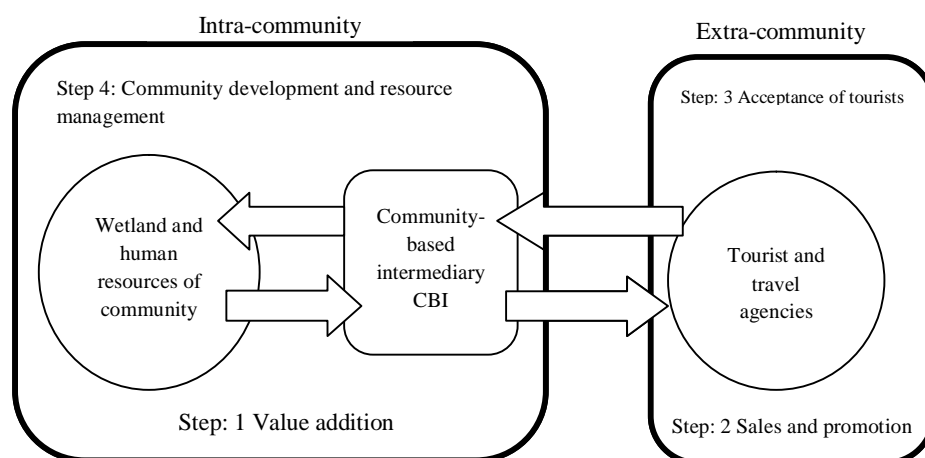 Intra-community
Extra-community
Step 4: Community development and resource
management
Step: 3 Acceptance of tourists
Wetland and
human
resources of
community
Community-
based
intermediary
CBI
Tourist and
travel
agencies
Step: 1 Value addition
Step: 2 Sales and promotion